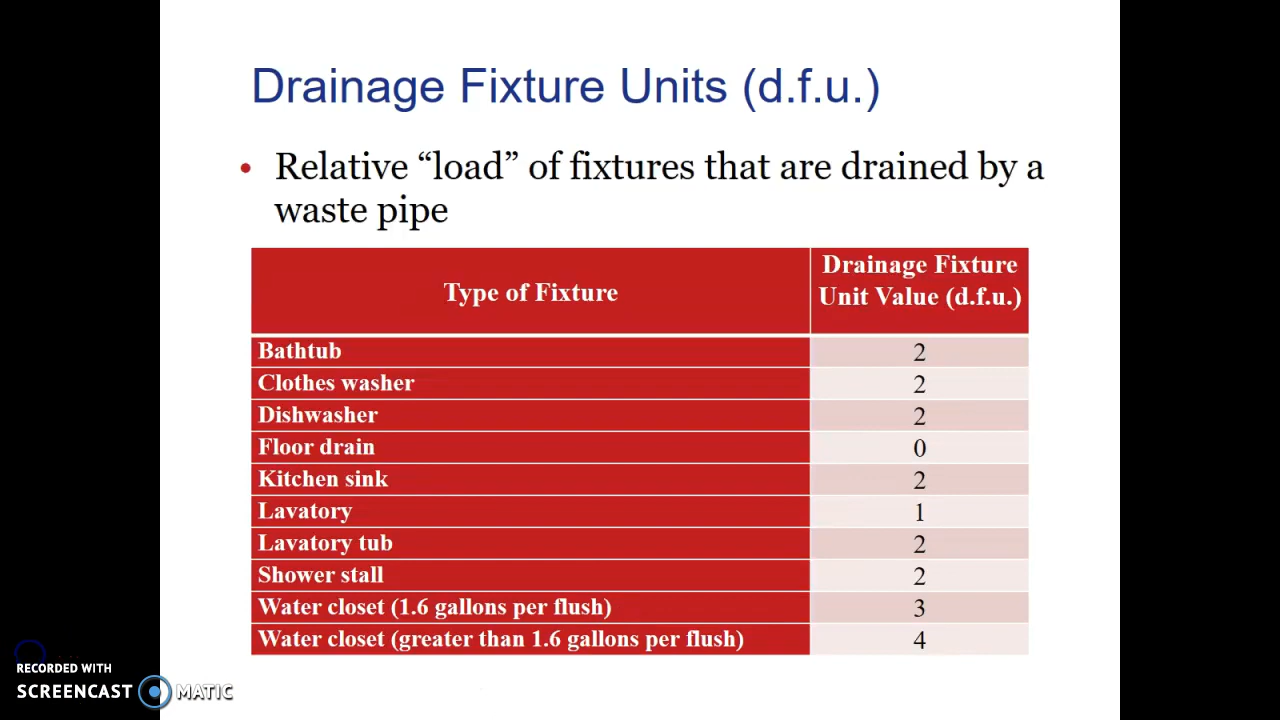 Drainage Fixture Units (d.f.u.)
• Relative “load” of fixtures that are drained by a
waste pipe
Type of Fixture
Drainage Fixture
Unit Value (d.f.u.)
Bathtub 2
Clothes washer 2
Dishwasher 2
Floor drain 0
Kitchen sink 2
Lavatory 1
Lavatory tub 2
Shower stall 2
Water closet (1.6 gallons per flush) 3
Water closet (greater than 1.6 gallons per flush) 4
RECORDED WITH
SCREENCAST MATIC